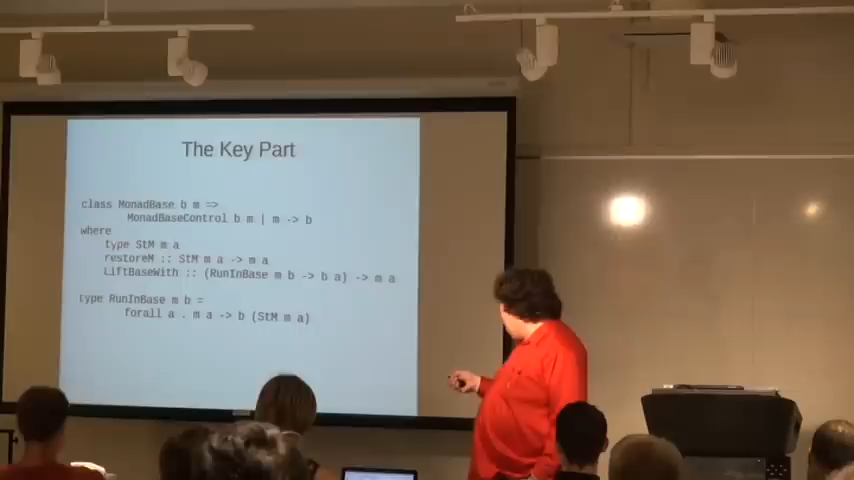 The Key Part
class MonadBase b m =>
MonadBaseControl b m | m -> b
where
type StM m a
restoreM :: StM m a -> m a
LiftBaseWith :: (RunInBase m b -> b a) -> m a
type RunInBase m b =
forall a . m a -> b (StM m a)